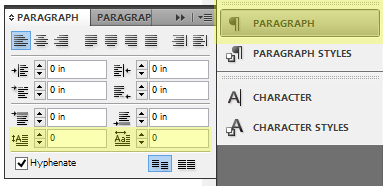 PARAGRAPH PARAGRAP
0 in 0 in
0 in 0 in
0 in 0 in
0 0
Hyphenate
PARAGRAPH
PARAGRAPH STYLES
CHARACTER
CHARACTER STYLES